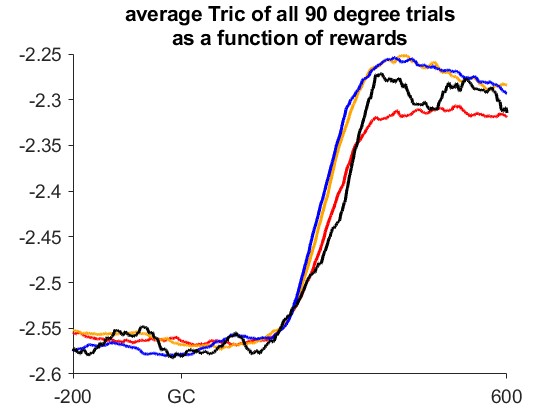 average Tric of all 90 degree trials
as a function of rewards
-2.25
-2.3
-2.35
-2.4
-2.45
-2.5
-2.55
-2.6
-200 GC 600